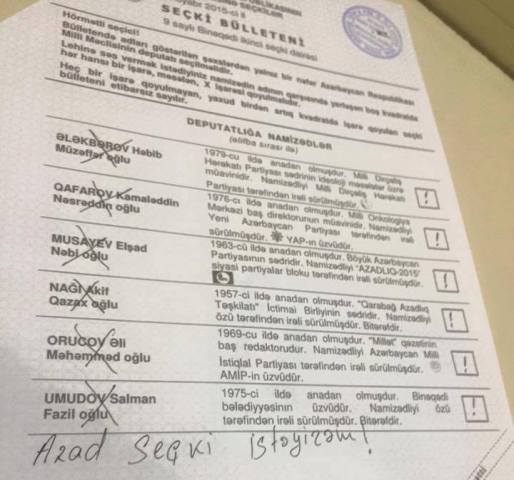 noyabr 2015-ci il
SEÇKİ BÜLLETENİ
9 saylı Binəqədi ikinci seçki dairəsi
Hörmətli seçici!
Bülletendə adları göstərilən şəxslərdən yalnız bir nəfər Azərbaycan Respublikası
Milli Məclisinin deputatı seçilməlidir.
Lehinə səs vermək istədiyiniz namizədin adının qarşısında yerləşən boş kvadratda
hər hansı bir işarə, məsələn, X işarəsi qoyulmalıdır.
Heç bir işarə qoyulmayan, yaxud birdən artıq kvadratda işarə qoyulan seçki
bülleteni etibarsız sayılır.
DEPUTATLIĞA NAMİZƏDLƏR
(əlifba sırası ilə)
ƏLƏKBƏROV Həbib
Müzəffər oğlu
1979-cu ildə anadan olmuşdur. Milli Dirçəliş
Hərəkatı Partiyası sədrinin ideoloji məsələlər üzrə
müavinidir. Namizədliyi Milli Dirçəliş Hərəkatı
Partiyası tərəfindən irəli sürülmüşdür.
!
QAFAROV Kamaləddin
Nəsrəddin oğlu
1976-cı ildə anadan olmuşdur. Milli Onkologiya
Mərkəzi baş direktorunun müavinidir. Namizədliyi
Yeni Azərbaycan Partiyası tərəfindən irəli
sürülmüşdür. YAP-ın üzvüdür.
!
MUSAYEV Elşad
Nəbi oğlu
1963-cü ildə anadan olmuşdur. Böyük Azərbaycan
Partiyasının sədridir. Namizədliyi "AZADLIQ-2015"
siyasi partiyalar bloku tərəfindən irəli sürülmüşdür.
!
NAĞI Akif
Qazax oğlu
1957-ci ildə anadan olmuşdur. "Qarabağ Azadlıq
Təşkilatı" İctimai Birliyinin sədridir. Namizədliyi
özü tərəfindən irəli sürülmüşdür. Bitərəfdir.
!
ORUCOV Əli
Məhəmməd oğlu
1969-cu ildə anadan olmuşdur. "Millət" qəzetinin
baş redaktorudur. Namizədliyi Azərbaycan Milli
İstiqlal Partiyası tərəfindən irəli sürülmüşdür.
AMİP-in üzvüdür.
!
UMUDOV Salman
Fazil oğlu
1975-ci ildə anadan olmuşdur. Binəqədi
bələdiyyəsinin üzvüdür. Namizədliyi özü
tərəfindən irəli sürülmüşdür. Bitərəfdir.
!
Azad SEÇKİ istəyirəm!